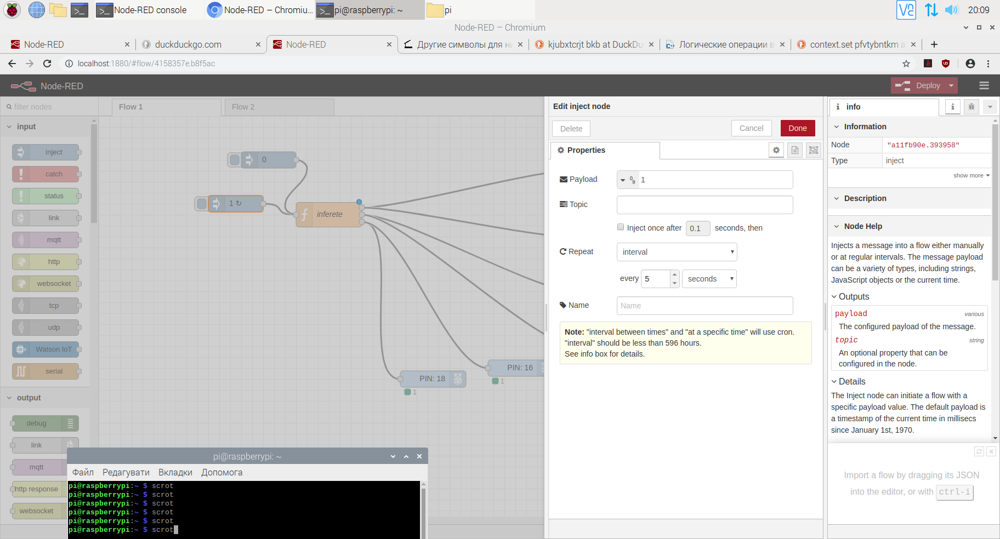 Node-RED console
Node-RED – Chromiu...
pi@raspberrypi: ~
pi
20:09
Node-RED – Chromium
Node-RED
duckduckgo.com
Node-RED
Другие символы для ни
kjubxtcrjt bkb at DuckDu
Логические операции в
context.set pfvtybntkm a
localhost:1880/#flow/4158357e.b8f5ac
Node-RED
Deploy
filter nodes
Flow 1
Flow 2
input
inject
catch
status
link
mqtt
http
websocket
tcp
udp
Watson IoT
serial
output
debug
link
mqtt
http response
websocket
0
1 ↻
inferete
PIN: 18
1
PIN: 16
1
Edit inject node
Delete
Cancel
Done
Properties
Payload
1
Topic
Inject once after 0.1 seconds, then
Repeat
interval
every 5 seconds
Name
Name
Note: "interval between times" and "at a specific time" will use cron.
"interval" should be less than 596 hours.
See info box for details.
info
Information
Node "a11fb90e.393958"
Type inject
show more
Description
Node Help
Injects a message into a flow either manually
or at regular intervals. The message payload
can be a variety of types, including strings,
JavaScript objects or the current time.
Outputs
payload various
The configured payload of the message.
topic string
An optional property that can be
configured in the node.
Details
The Inject node can initiate a flow with a
specific payload value. The default payload is
a timestamp of the current time in millisecs
since January 1st, 1970.
Import a flow by dragging its JSON
into the editor, or with ctrl-i
pi@raspberrypi: ~
Файл Редагувати Вкладки Допомога
pi@raspberrypi:~ $ scrot
pi@raspberrypi:~ $ scrot
pi@raspberrypi:~ $ scrot
pi@raspberrypi:~ $ scrot
pi@raspberrypi:~ $ scrot
pi@raspberrypi:~ $ scrot